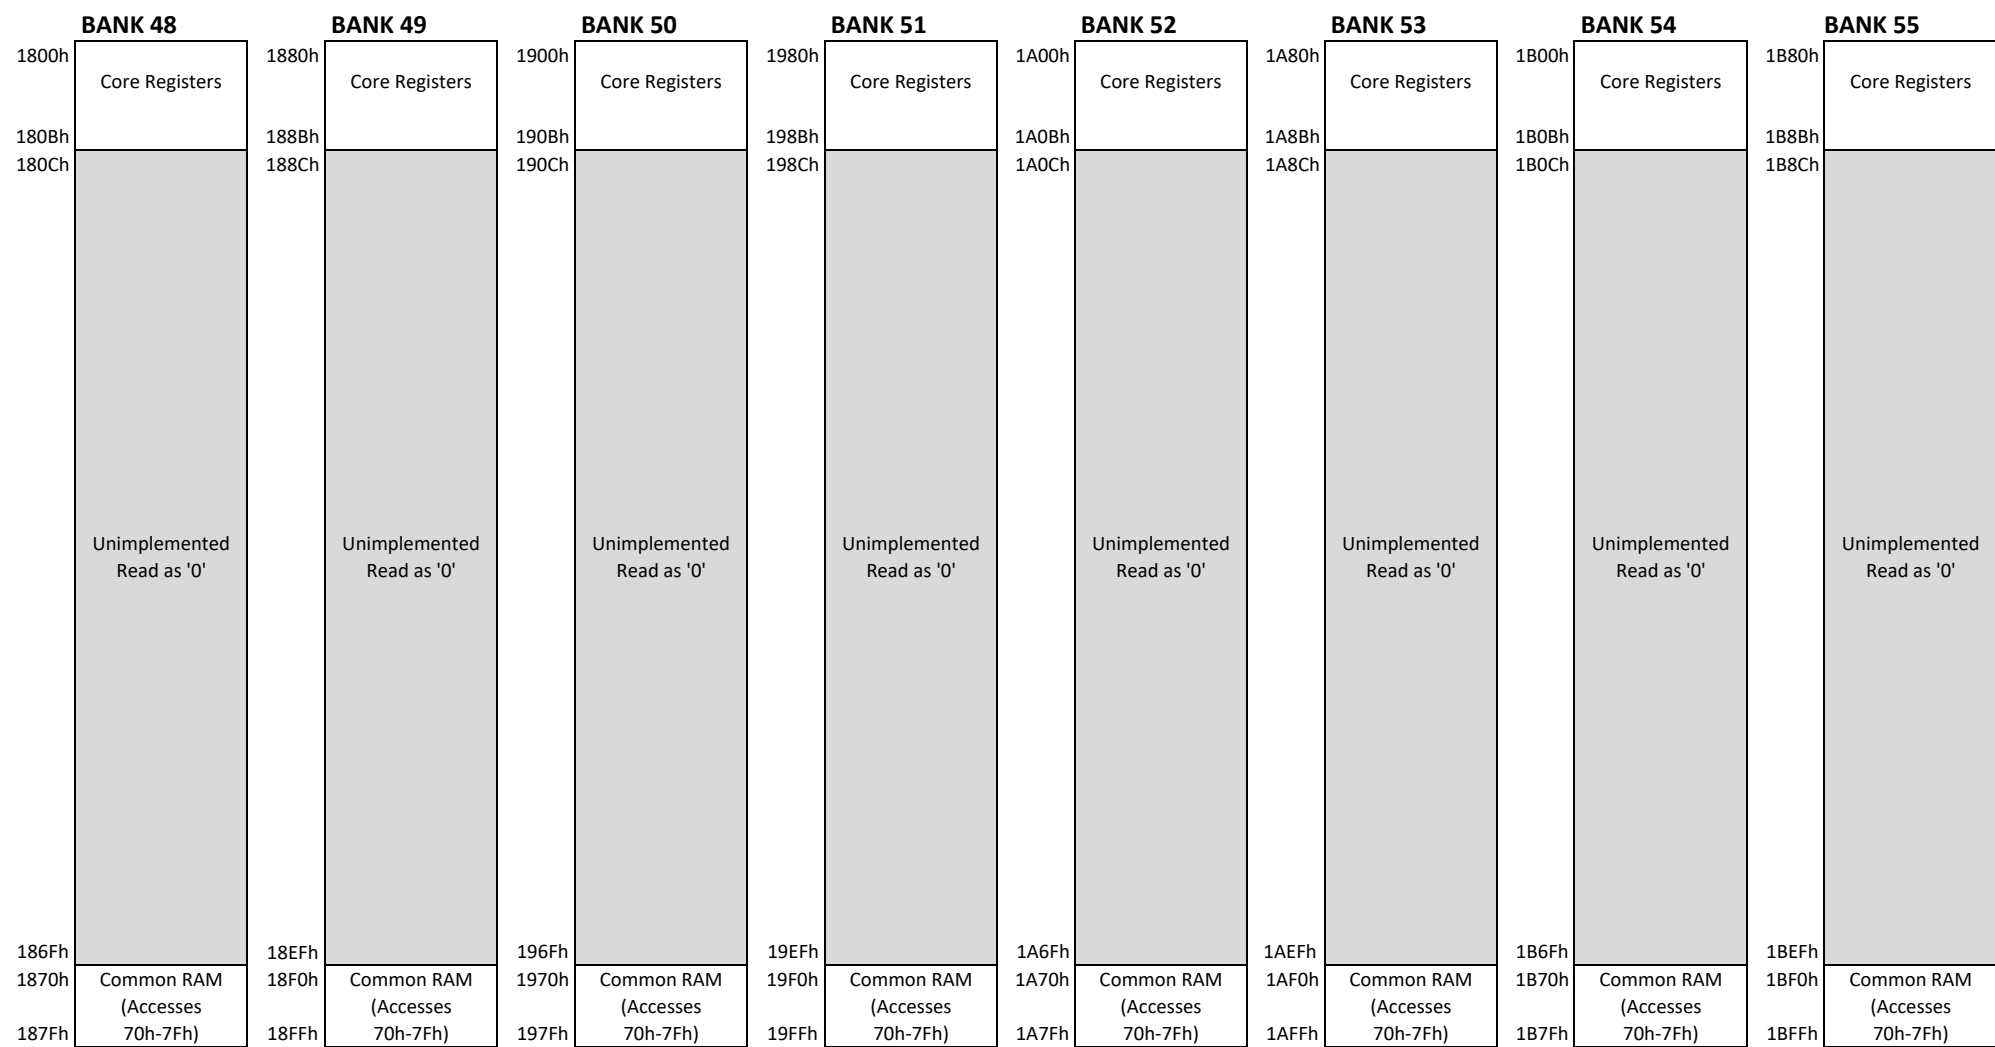 BANK 48 BANK 49 BANK 50 BANK 51 BANK 52 BANK 53 BANK 54 BANK 55
1800h 1880h 1900h 1980h 1A00h 1A80h 1B00h 1B80h
Core Registers Core Registers Core Registers Core Registers Core Registers Core Registers Core Registers Core Registers
180Bh 188Bh 190Bh 198Bh 1A0Bh 1A8Bh 1B0Bh 1B8Bh
180Ch 188Ch 190Ch 198Ch 1A0Ch 1A8Ch 1B0Ch 1B8Ch
Unimplemented Unimplemented Unimplemented Unimplemented Unimplemented Unimplemented Unimplemented Unimplemented
Read as '0' Read as '0' Read as '0' Read as '0' Read as '0' Read as '0' Read as '0' Read as '0'
186Fh 18EFh 196Fh 19EFh 1A6Fh 1AEFh 1B6Fh 1BEFh
1870h Common RAM 18F0h Common RAM 1970h Common RAM 19F0h Common RAM 1A70h Common RAM 1AF0h Common RAM 1B70h Common RAM 1BF0h Common RAM
(Accesses (Accesses (Accesses (Accesses (Accesses (Accesses (Accesses (Accesses
187Fh 70h-7Fh) 18FFh 70h-7Fh) 197Fh 70h-7Fh) 19FFh 70h-7Fh) 1A7Fh 70h-7Fh) 1AFFh 70h-7Fh) 1B7Fh 70h-7Fh) 1BFFh 70h-7Fh)